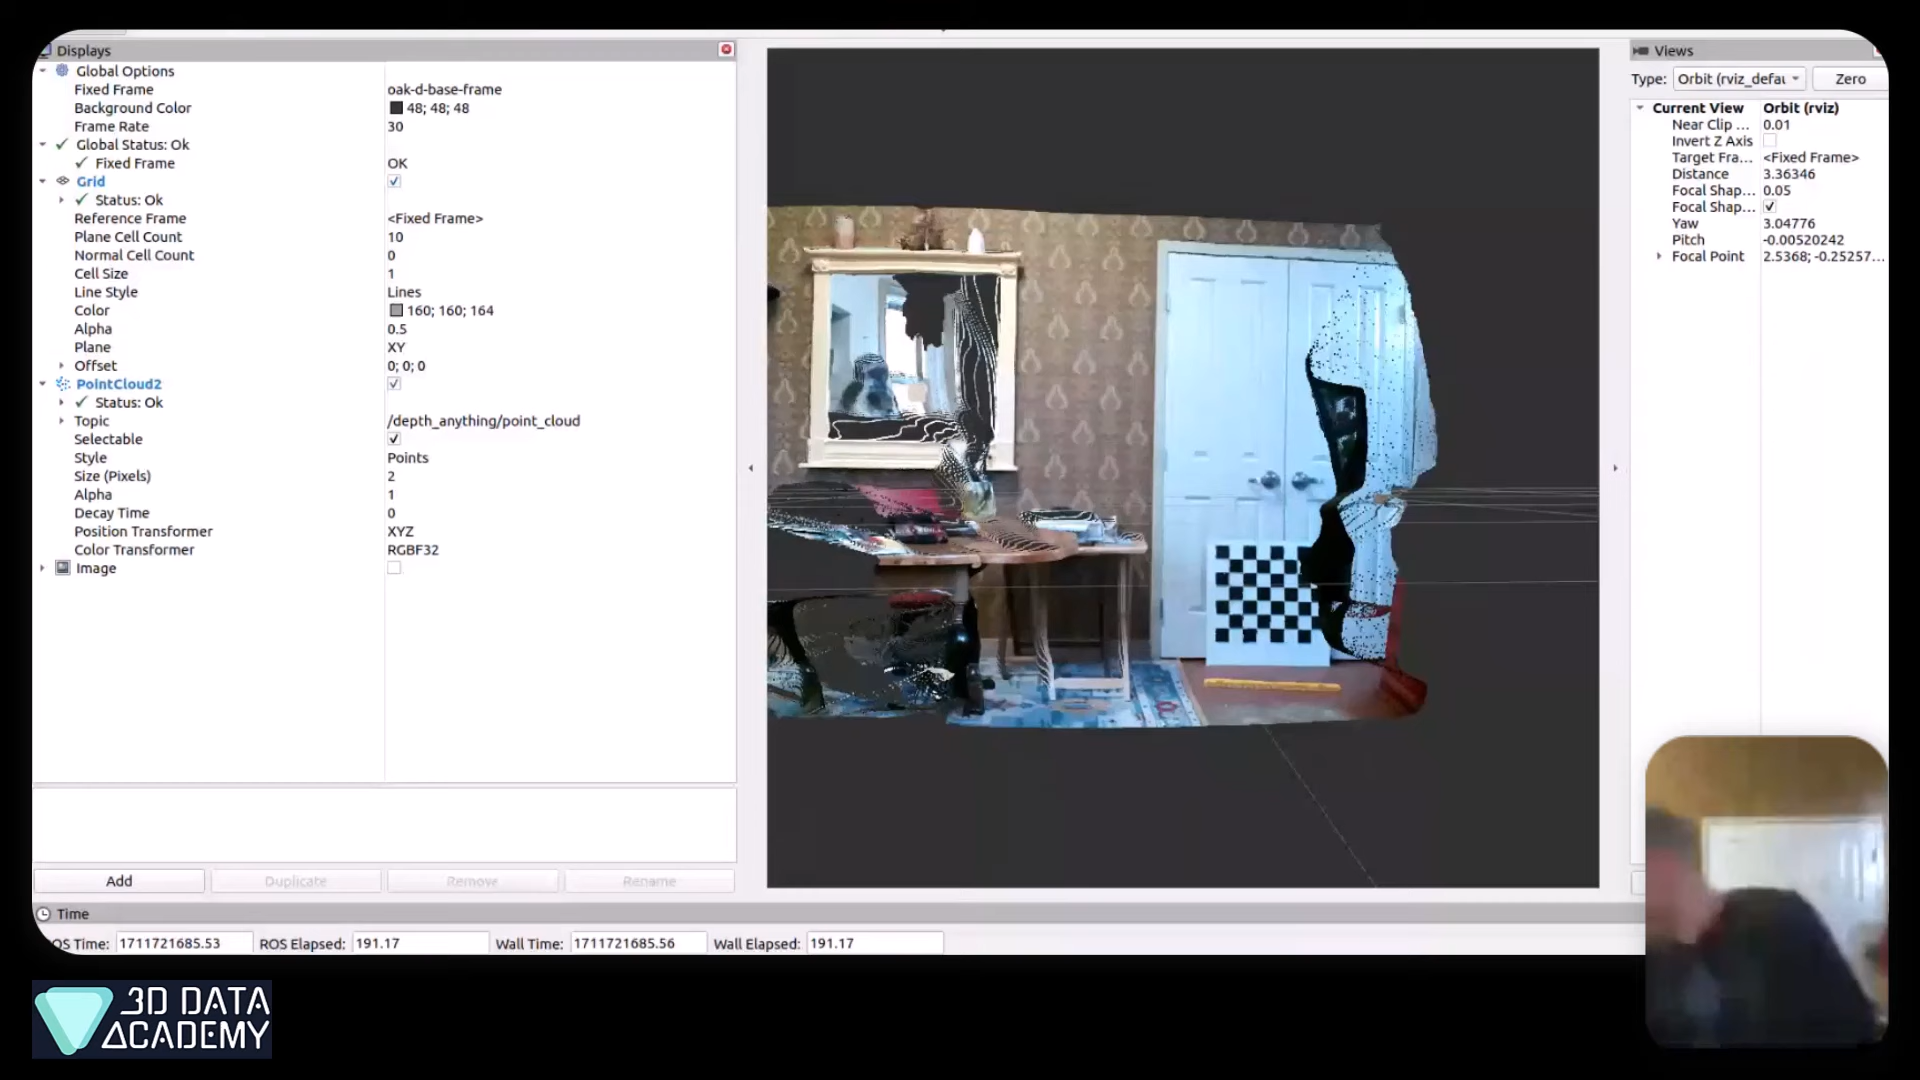 Displays
Global Options
Fixed Frame oak-d-base-frame
Background Color 48; 48; 48
Frame Rate 30
Global Status: Ok
Fixed Frame OK
Grid
Status: Ok
Reference Frame <Fixed Frame>
Plane Cell Count 10
Normal Cell Count 0
Cell Size 1
Line Style Lines
Color 160; 160; 164
Alpha 0.5
Plane XY
Offset 0; 0; 0
PointCloud2
Status: Ok
Topic /depth_anything/point_cloud
Selectable
Style Points
Size (Pixels) 2
Alpha 1
Decay Time 0
Position Transformer XYZ
Color Transformer RGBF32
Image
Add Duplicate Remove Rename
Views
Type: Orbit (rviz_defau Zero
Current View Orbit (rviz)
Near Clip ... 0.01
Invert Z Axis
Target Fra... <Fixed Frame>
Distance 3.36346
Focal Shap... 0.05
Focal Shap...
Yaw 3.04776
Pitch -0.00520242
Focal Point 2.5368; -0.25257...
Time
OS Time: 1711721685.53 ROS Elapsed: 191.17 Wall Time: 1711721685.56 Wall Elapsed: 191.17
3D DATA
ACADEMY